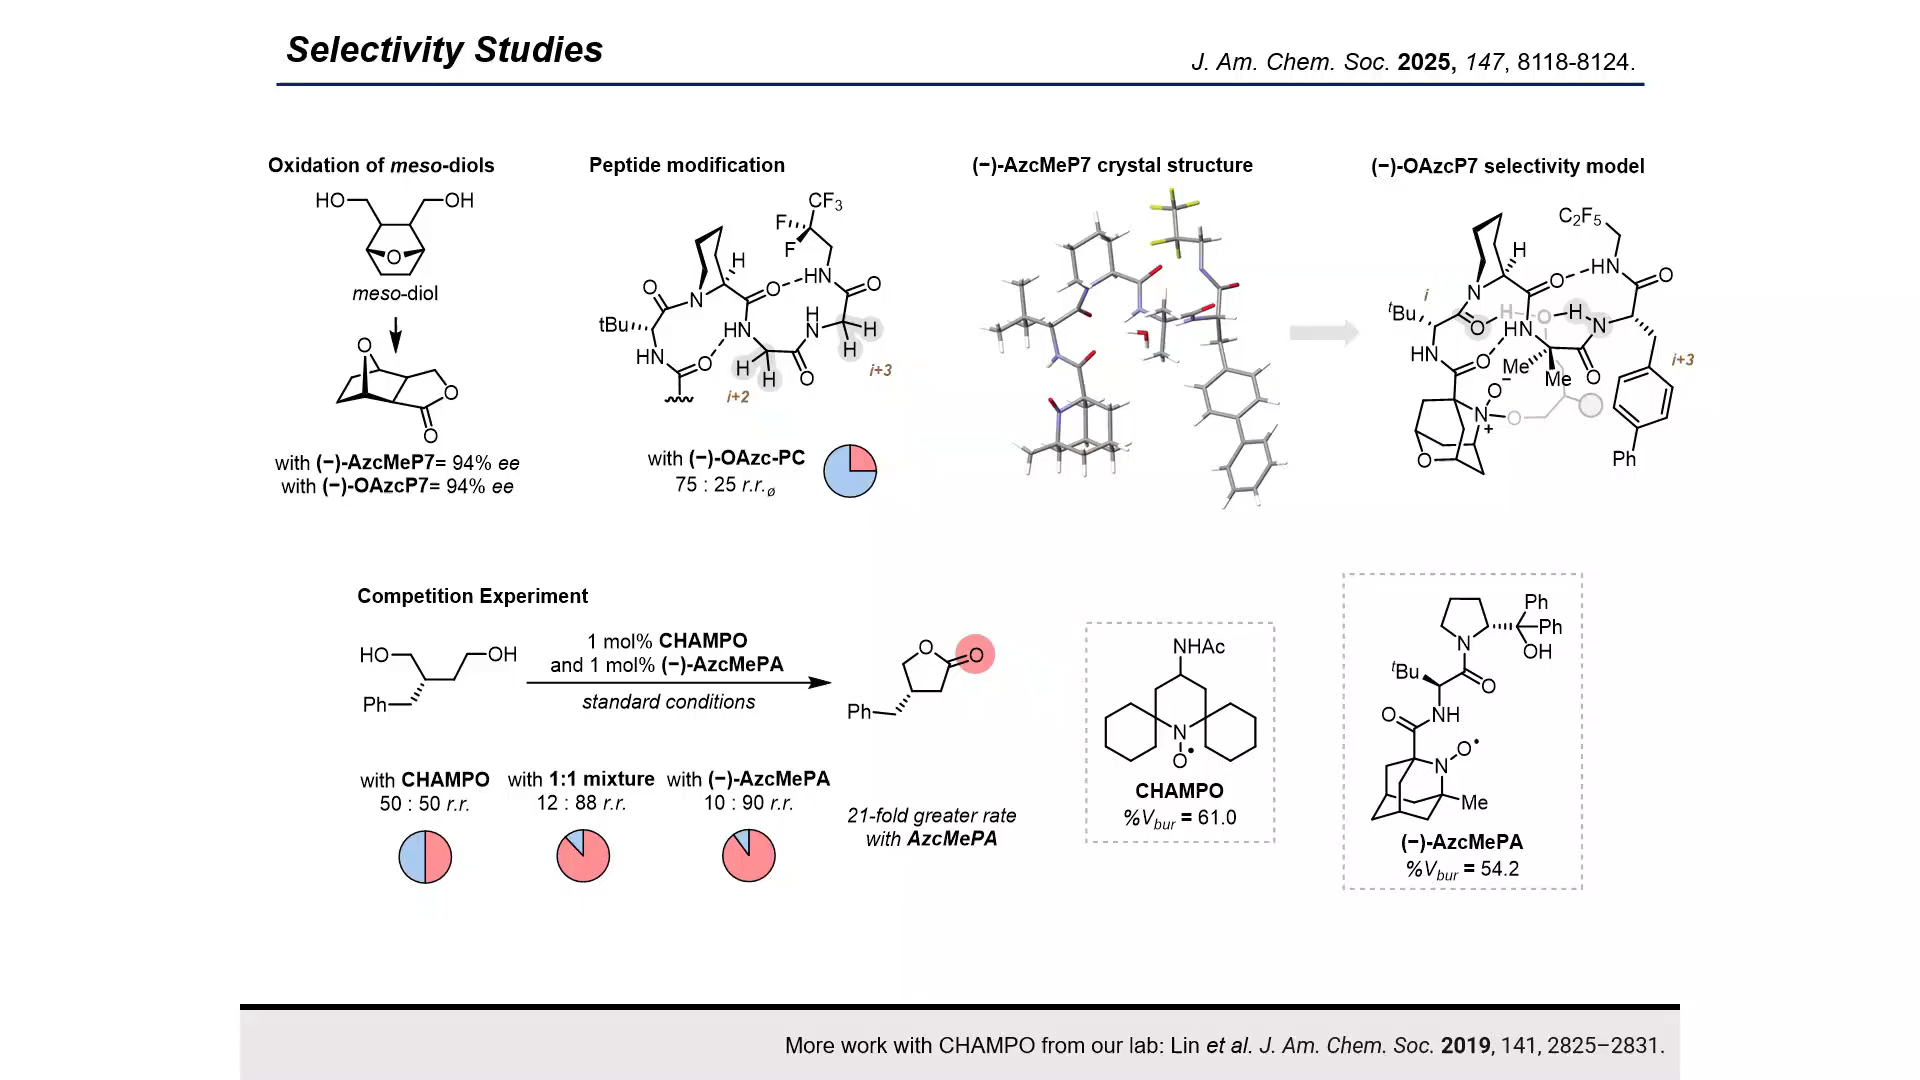 Selectivity Studies
J. Am. Chem. Soc. 2025, 147, 8118-8124.
Oxidation of meso-diols
HO
OH
O
meso-diol
O
O
O
with (−)-AzcMeP7= 94% ee
with (−)-OAzcP7= 94% ee
Peptide modification
CF3
F
F
H
HN
O
O
N
O
tBu
HN
H
N
H
H
HN
O
H
H
O
i+3
i+2
with (−)-OAzc-PC
75 : 25 r.r.ø
(−)-AzcMeP7 crystal structure
(−)-OAzcP7 selectivity model
C2F5
H
HN
O
O
N
i
tBu
O
H
O
H
N
HN
HN
O
Me
Me
O
i+3
O−
N+
O
O
Ph
Competition Experiment
HO
OH
Ph
1 mol% CHAMPO
and 1 mol% (−)-AzcMePA
standard conditions
O
O
Ph
with CHAMPO
50 : 50 r.r.
with 1:1 mixture
12 : 88 r.r.
with (−)-AzcMePA
10 : 90 r.r.
21-fold greater rate
with AzcMePA
NHAc
N
O•
CHAMPO
%Vbur = 61.0
Ph
Ph
OH
N
tBu
O
O
NH
O•
N
Me
(−)-AzcMePA
%Vbur = 54.2
More work with CHAMPO from our lab: Lin et al. J. Am. Chem. Soc. 2019, 141, 2825−2831.